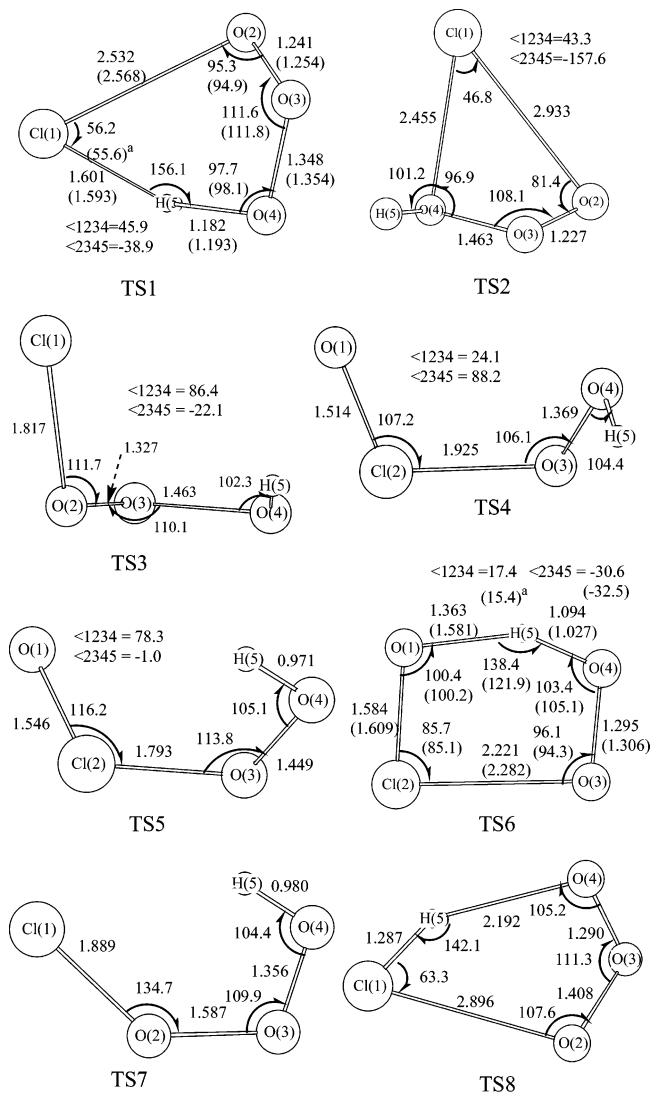 O(2)
1.241
(1.254)
2.532
(2.568)
95.3
(94.9)
O(3)
111.6
(111.8)
Cl(1)
56.2
(55.6)ᵃ
1.601
(1.593)
156.1
97.7
(98.1)
1.348
(1.354)
H(5)
O(4)
1.182
(1.193)
<1234=45.9
<2345=-38.9
TS1
Cl(1)
<1234=43.3
<2345=-157.6
46.8
2.455
2.933
101.2
96.9
108.1
81.4
O(2)
H(5)
O(4)
1.463
O(3)
1.227
TS2
Cl(1)
<1234 = 86.4
<2345 = -22.1
1.817
1.327
111.7
O(2)
O(3)
1.463
102.3
H(5)
O(4)
110.1
TS3
O(1)
<1234 = 24.1
<2345 = 88.2
O(4)
1.514
107.2
1.369
H(5)
1.925
106.1
Cl(2)
O(3)
104.4
TS4
O(1)
<1234 = 78.3
<2345 = -1.0
H(5)
0.971
O(4)
105.1
1.546
116.2
1.793
113.8
1.449
Cl(2)
O(3)
TS5
<1234 =17.4 <2345 = -30.6
(15.4)ᵃ (-32.5)
1.363
(1.581)
1.094
(1.027)
O(1)
H(5)
O(4)
100.4
(100.2)
138.4
(121.9)
103.4
(105.1)
1.584
(1.609)
85.7
(85.1)
2.221
(2.282)
96.1
(94.3)
1.295
(1.306)
Cl(2)
O(3)
TS6
H(5)
0.980
Cl(1)
O(4)
104.4
1.889
1.356
134.7
1.587
109.9
O(2)
O(3)
TS7
O(4)
H(5)
2.192
105.2
1.290
1.287
142.1
111.3
O(3)
Cl(1)
63.3
2.896
1.408
107.6
O(2)
TS8